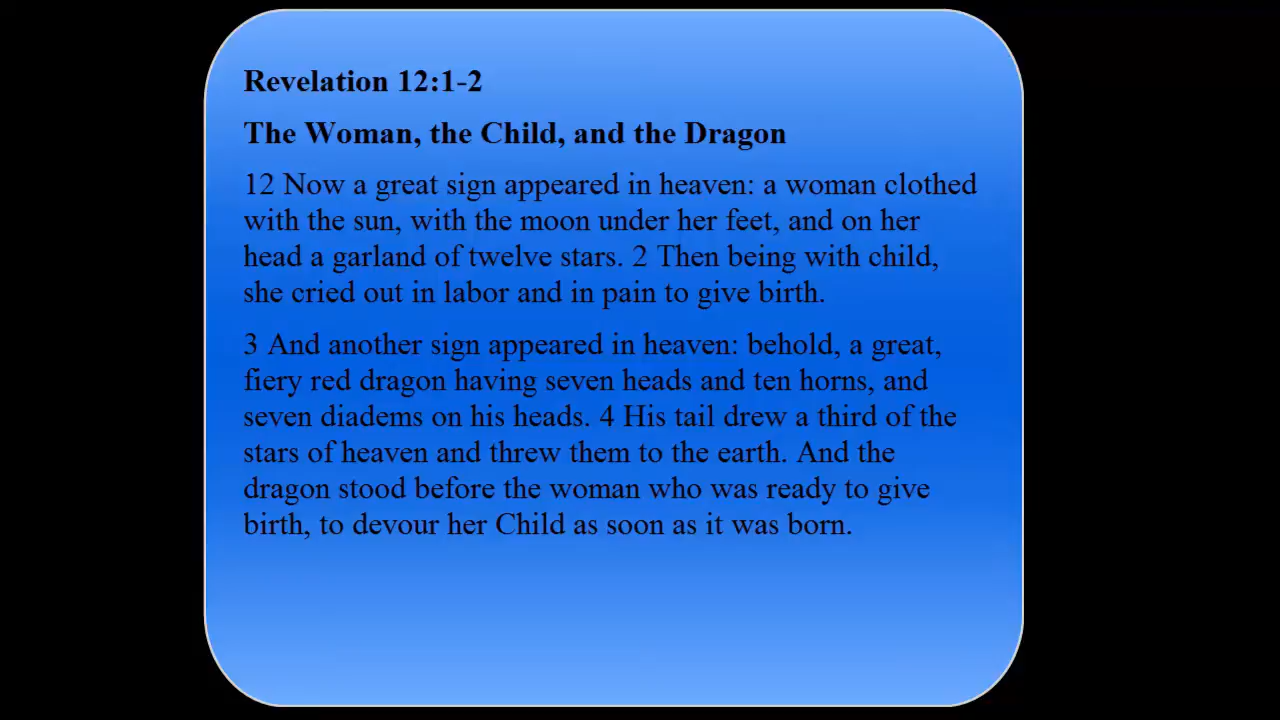 Revelation 12:1-2
The Woman, the Child, and the Dragon
12 Now a great sign appeared in heaven: a woman clothed
with the sun, with the moon under her feet, and on her
head a garland of twelve stars. 2 Then being with child,
she cried out in labor and in pain to give birth.
3 And another sign appeared in heaven: behold, a great,
fiery red dragon having seven heads and ten horns, and
seven diadems on his heads. 4 His tail drew a third of the
stars of heaven and threw them to the earth. And the
dragon stood before the woman who was ready to give
birth, to devour her Child as soon as it was born.